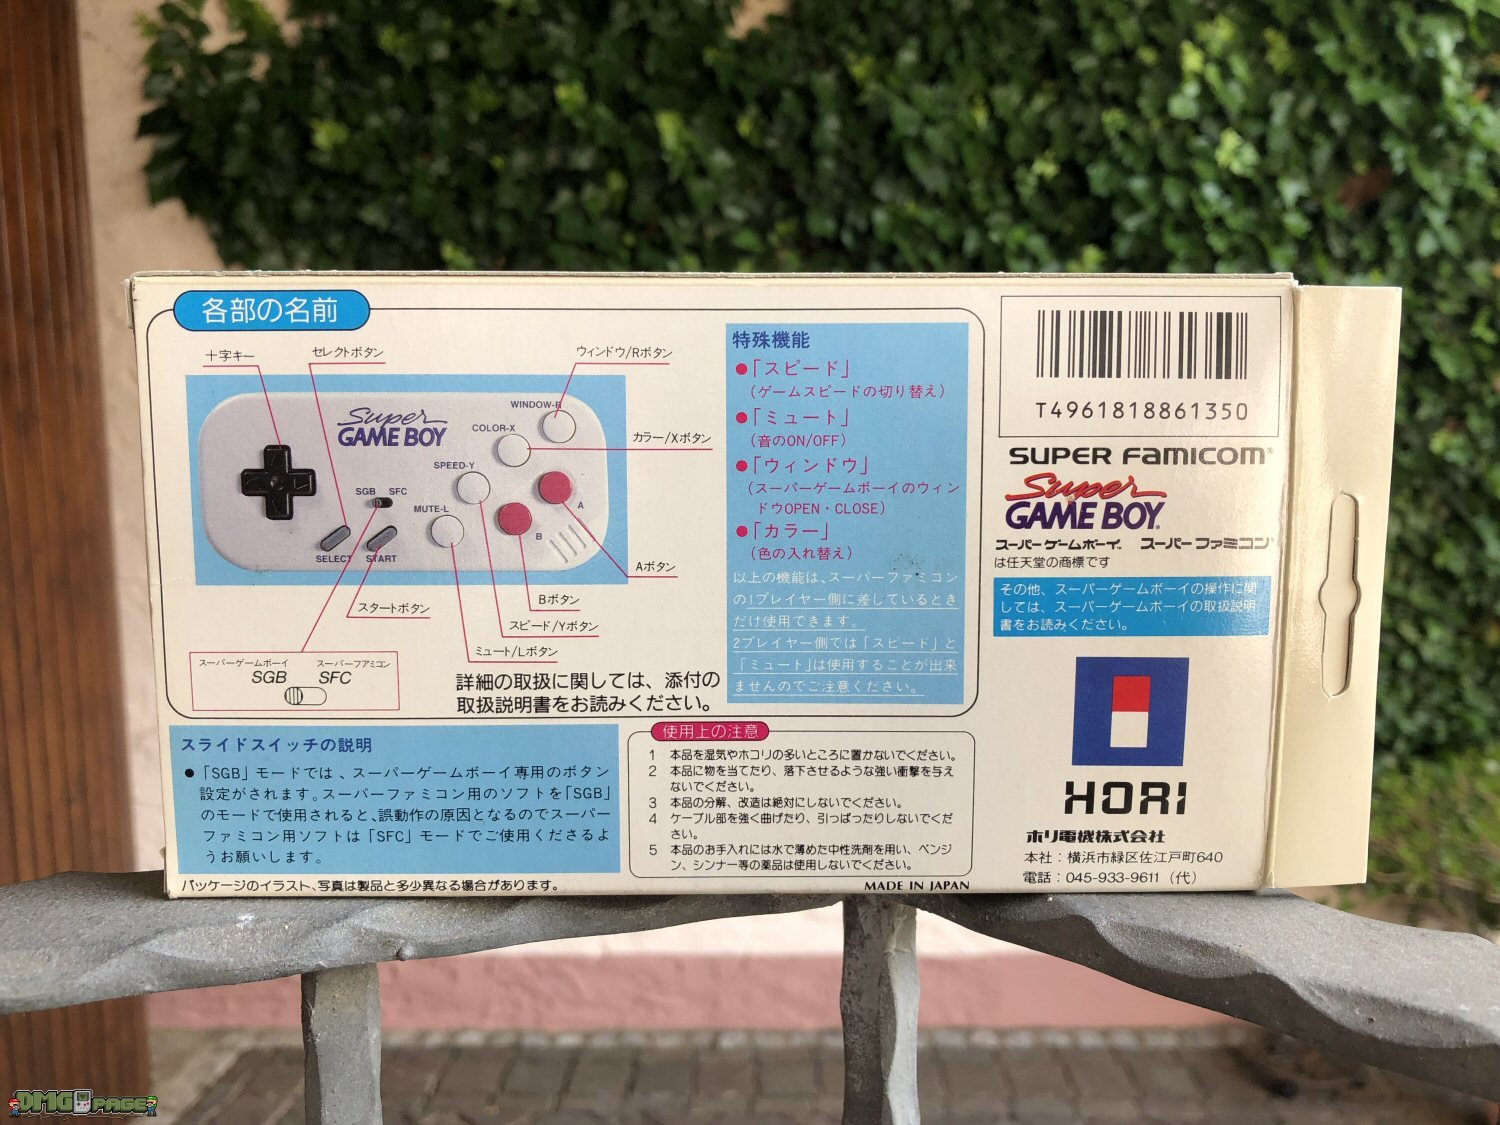 各部の名前
十字キー
セレクトボタン
ウィンドウ/Rボタン
カラー/Xボタン
Super
GAME BOY
WINDOW-R
COLOR-X
SPEED-Y
MUTE-L
SGB SFC
SELECT START
A
B
Aボタン
Bボタン
スピード/Yボタン
ミュート/Lボタン
スタートボタン
スーパーゲームボーイ スーパーファミコン
SGB SFC
詳細の取扱に関しては、添付の
取扱説明書をお読みください。
特殊機能
●「スピード」
(ゲームスピードの切り替え)
●「ミュート」
(音のON/OFF)
●「ウィンドウ」
(スーパーゲームボーイのウィン
ドウOPEN・CLOSE)
●「カラー」
(色の入れ替え)
以上の機能は、スーパーファミコン
の1プレイヤー側に差しているとき
だけ使用できます。
2プレイヤー側では「スピード」と
「ミュート」は使用することが出来
ませんのでご注意ください。
スライドスイッチの説明
●「SGB」モードでは、スーパーゲームボーイ専用のボタン
設定がされます。スーパーファミコン用のソフトを「SGB」
のモードで使用されると、誤動作の原因となるのでスーパー
ファミコン用ソフトは「SFC」モードでご使用くださるよ
うお願いします。
パッケージのイラスト、写真は製品と多少異なる場合があります。
使用上の注意
1 本品を湿気やホコリの多いところに置かないでください。
2 本品に物を当てたり、落下させるような強い衝撃を与え
ないでください。
3 本品の分解、改造は絶対にしないでください。
4 ケーブル部を強く曲げたり、引っぱったりしないでくだ
さい。
5 本品のお手入れには水で薄めた中性洗剤を用い、ベンジ
ン、シンナー等の薬品は使用しないでください。
MADE IN JAPAN
T4961818861350
SUPER FAMICOM®
Super
GAME BOY®
スーパーゲームボーイ™ スーパーファミコン®
は任天堂の商標です
その他、スーパーゲームボーイの操作に関
しては、スーパーゲームボーイの取扱説明
書をお読みください。
HORI
ホリ電機株式会社
本社：横浜市緑区佐江戸町640
電話：045-933-9611（代）
DMG PAGE